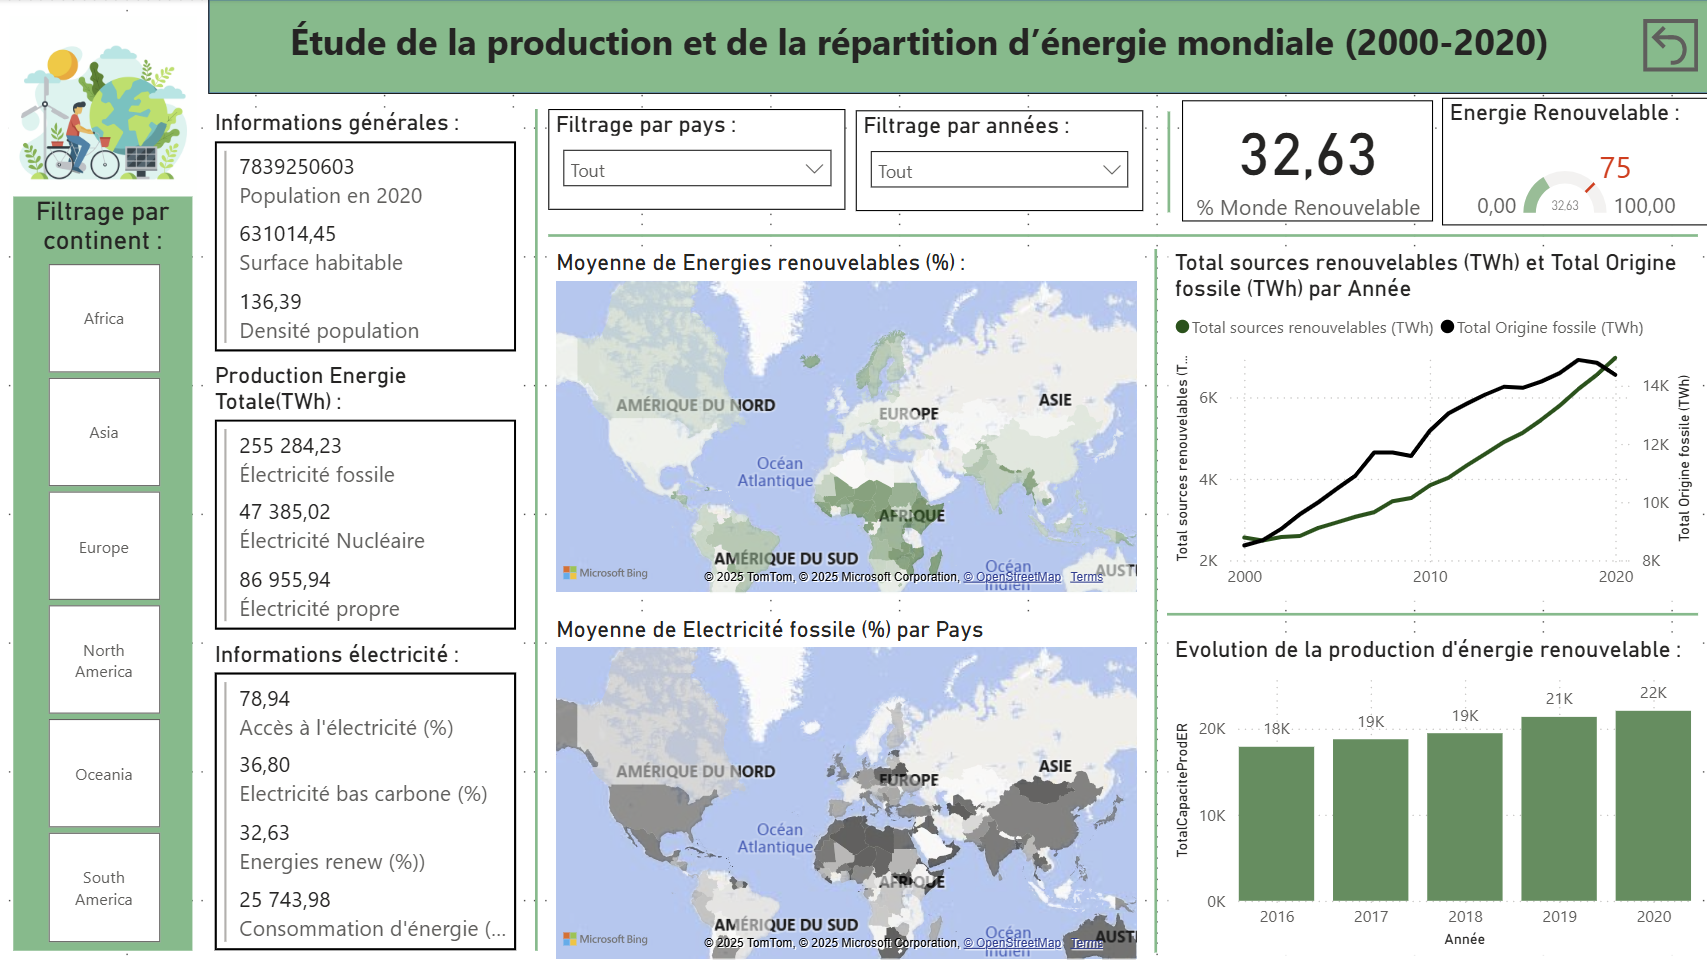 Étude de la production et de la répartition d’énergie mondiale (2000-2020)
Filtrage par
continent :
Africa
Asia
Europe
North
America
Oceania
South
America
Informations générales :
7839250603
Population en 2020
631014,45
Surface habitable
136,39
Densité population
Production Energie
Totale(TWh) :
255 284,23
Électricité fossile
47 385,02
Électricité Nucléaire
86 955,94
Électricité propre
Informations électricité :
78,94
Accès à l'électricité (%)
36,80
Electricité bas carbone (%)
32,63
Energies renew (%))
25 743,98
Consommation d'énergie (...
Filtrage par pays :
Tout
Filtrage par années :
Tout
32,63
% Monde Renouvelable
Energie Renouvelable :
75
0,00
32,63
100,00
Moyenne de Energies renouvelables (%) :
AMÉRIQUE DU NORD
EUROPE
ASIE
Océan
Atlantique
AFRIQUE
AMÉRIQUE DU SUD
Océan
Indien
AUST
Microsoft Bing
© 2025 TomTom, © 2025 Microsoft Corporation, © OpenStreetMap Terms
Moyenne de Electricité fossile (%) par Pays
AMÉRIQUE DU NORD
EUROPE
ASIE
Océan
Atlantique
AFRIQUE
AMÉRIQUE DU SUD
Océan
Indien
AUST
Microsoft Bing
© 2025 TomTom, © 2025 Microsoft Corporation, © OpenStreetMap Terms
Total sources renouvelables (TWh) et Total Origine
fossile (TWh) par Année
Total sources renouvelables (TWh) Total Origine fossile (TWh)
Total sources renouvelables (T...
6K
4K
2K
14K
12K
10K
8K
Total Origine fossile (TWh)
2000 2010 2020
Evolution de la production d'énergie renouvelable :
TotalCapaciteProdER
20K
10K
0K
18K
19K
19K
21K
22K
2016 2017 2018 2019 2020
Année